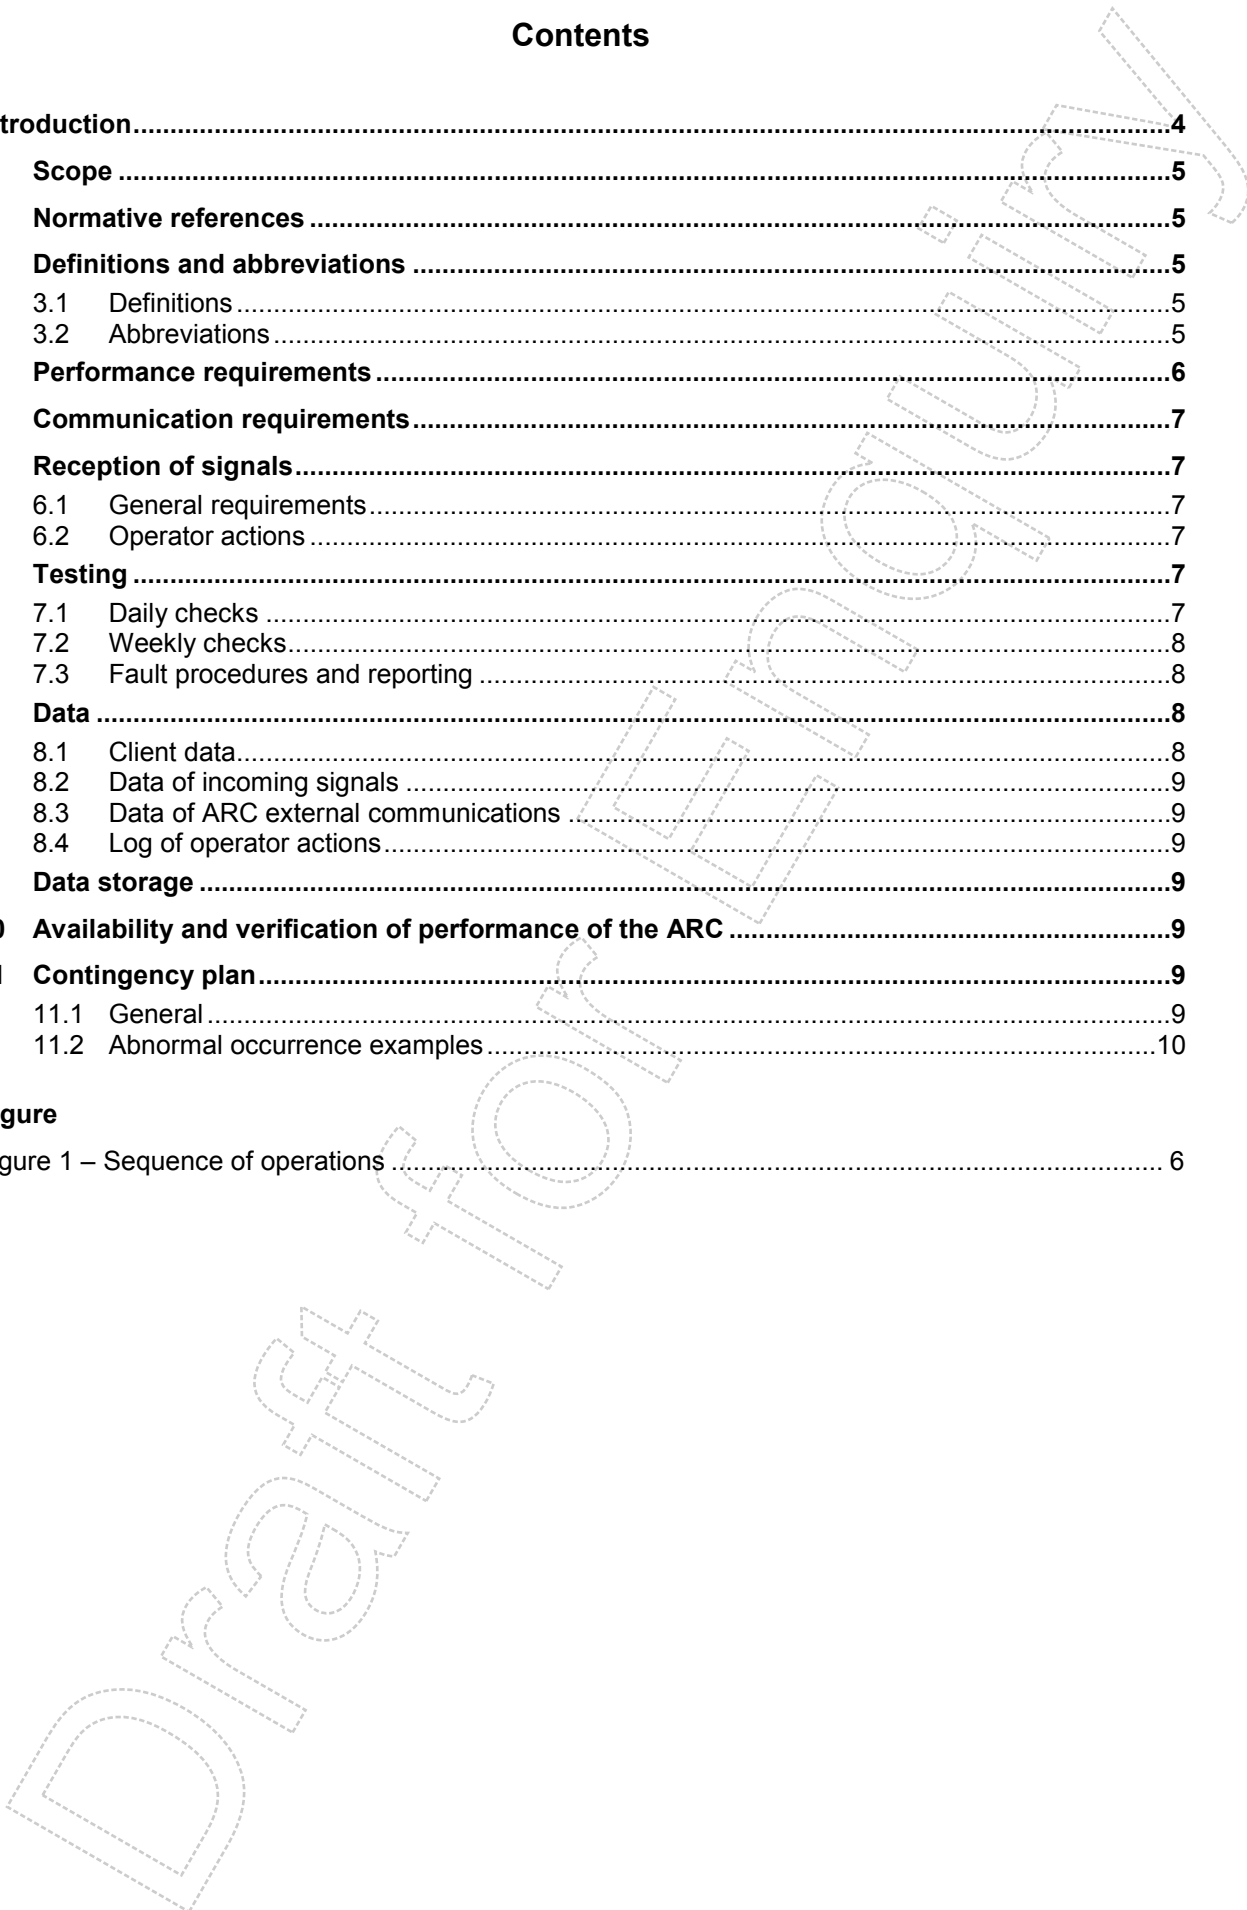 Contents
troduction 4
Scope 5
Normative references 5
Definitions and abbreviations 5
3.1 Definitions 5
3.2 Abbreviations 5
Performance requirements 6
Communication requirements 7
Reception of signals 7
6.1 General requirements 7
6.2 Operator actions 7
Testing 7
7.1 Daily checks 7
7.2 Weekly checks 8
7.3 Fault procedures and reporting 8
Data 8
8.1 Client data 8
8.2 Data of incoming signals 9
8.3 Data of ARC external communications 9
8.4 Log of operator actions 9
Data storage 9
0 Availability and verification of performance of the ARC 9
Contingency plan 9
11.1 General 9
11.2 Abnormal occurrence examples 10
gure
gure 1 – Sequence of operations 6
Draft for Enquiry